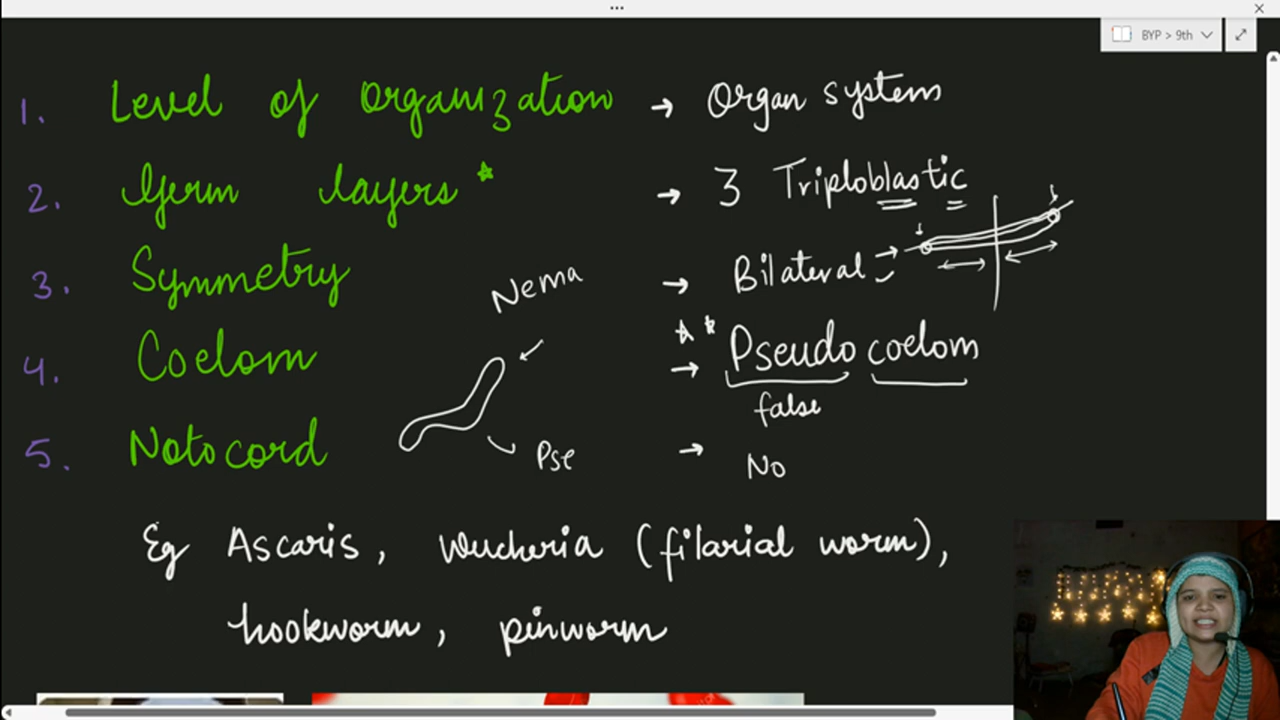 BYP > 9th
1. Level of organization → Organ system
2. Germ layers * → 3 Triploblastic
3. Symmetry → Bilateral →
Nema
4. Coelom → Pseudo coelom
false
5. Notocord → No
Pse
Eg Ascaris, Wucheria (filarial worm),
hookworm, pinworm